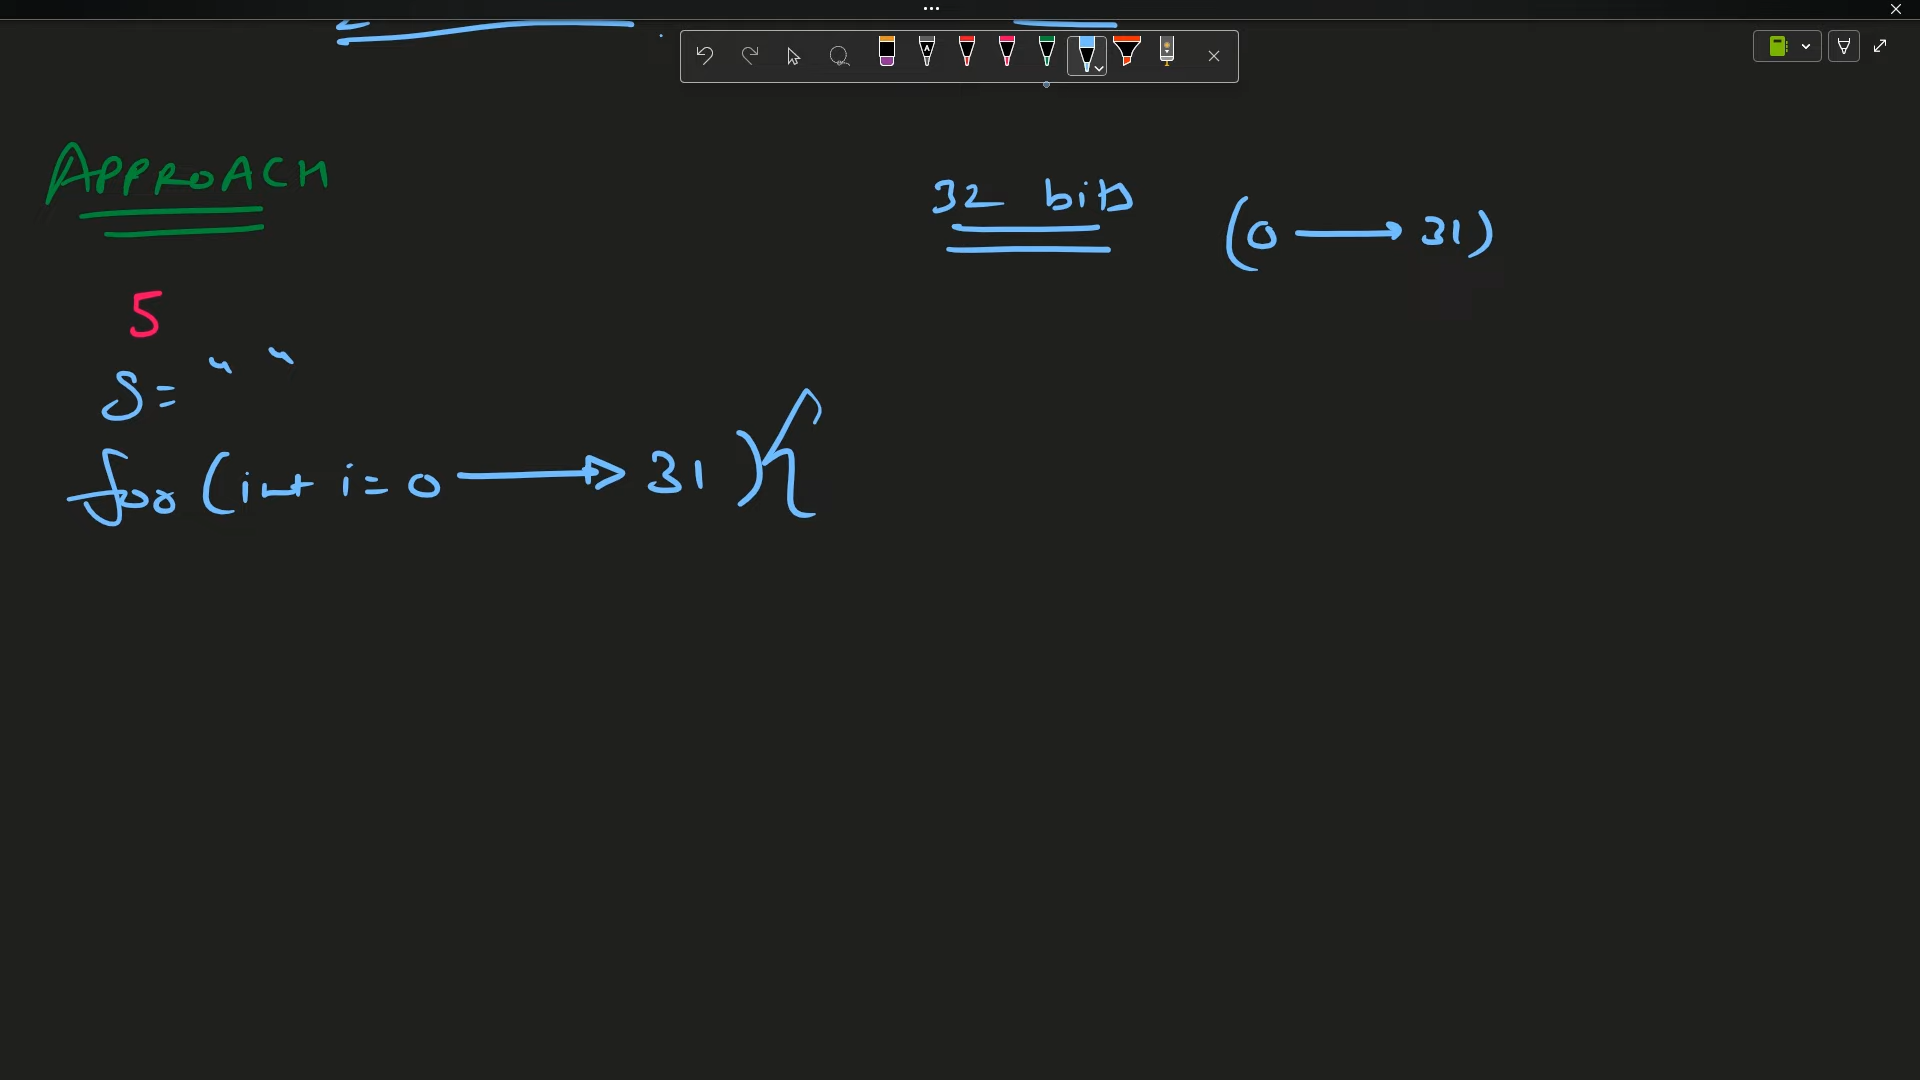 APPROACH
32 bits (0 → 31)
5
S = " "
for (int i = 0 → 31) {